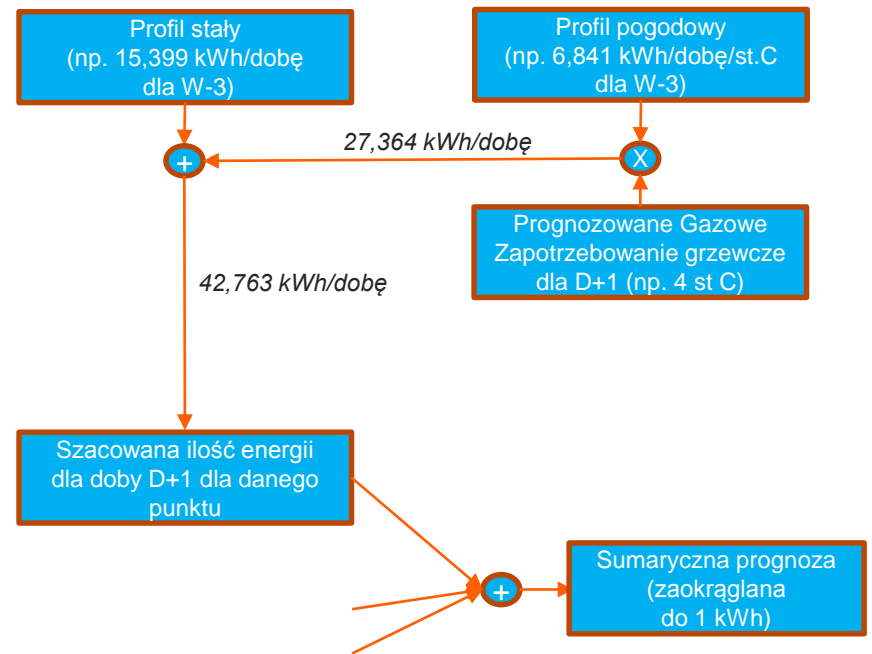 Profil stały
(np. 15,399 kWh/dobę
dla W-3)
Profil pogodowy
(np. 6,841 kWh/dobę/st.C
dla W-3)
27,364 kWh/dobę
+
X
Prognozowane Gazowe
Zapotrzebowanie grzewcze
dla D+1 (np. 4 st C)
42,763 kWh/dobę
Szacowana ilość energii
dla doby D+1 dla danego
punktu
+
Sumaryczna prognoza
(zaokrąglana
do 1 kWh)